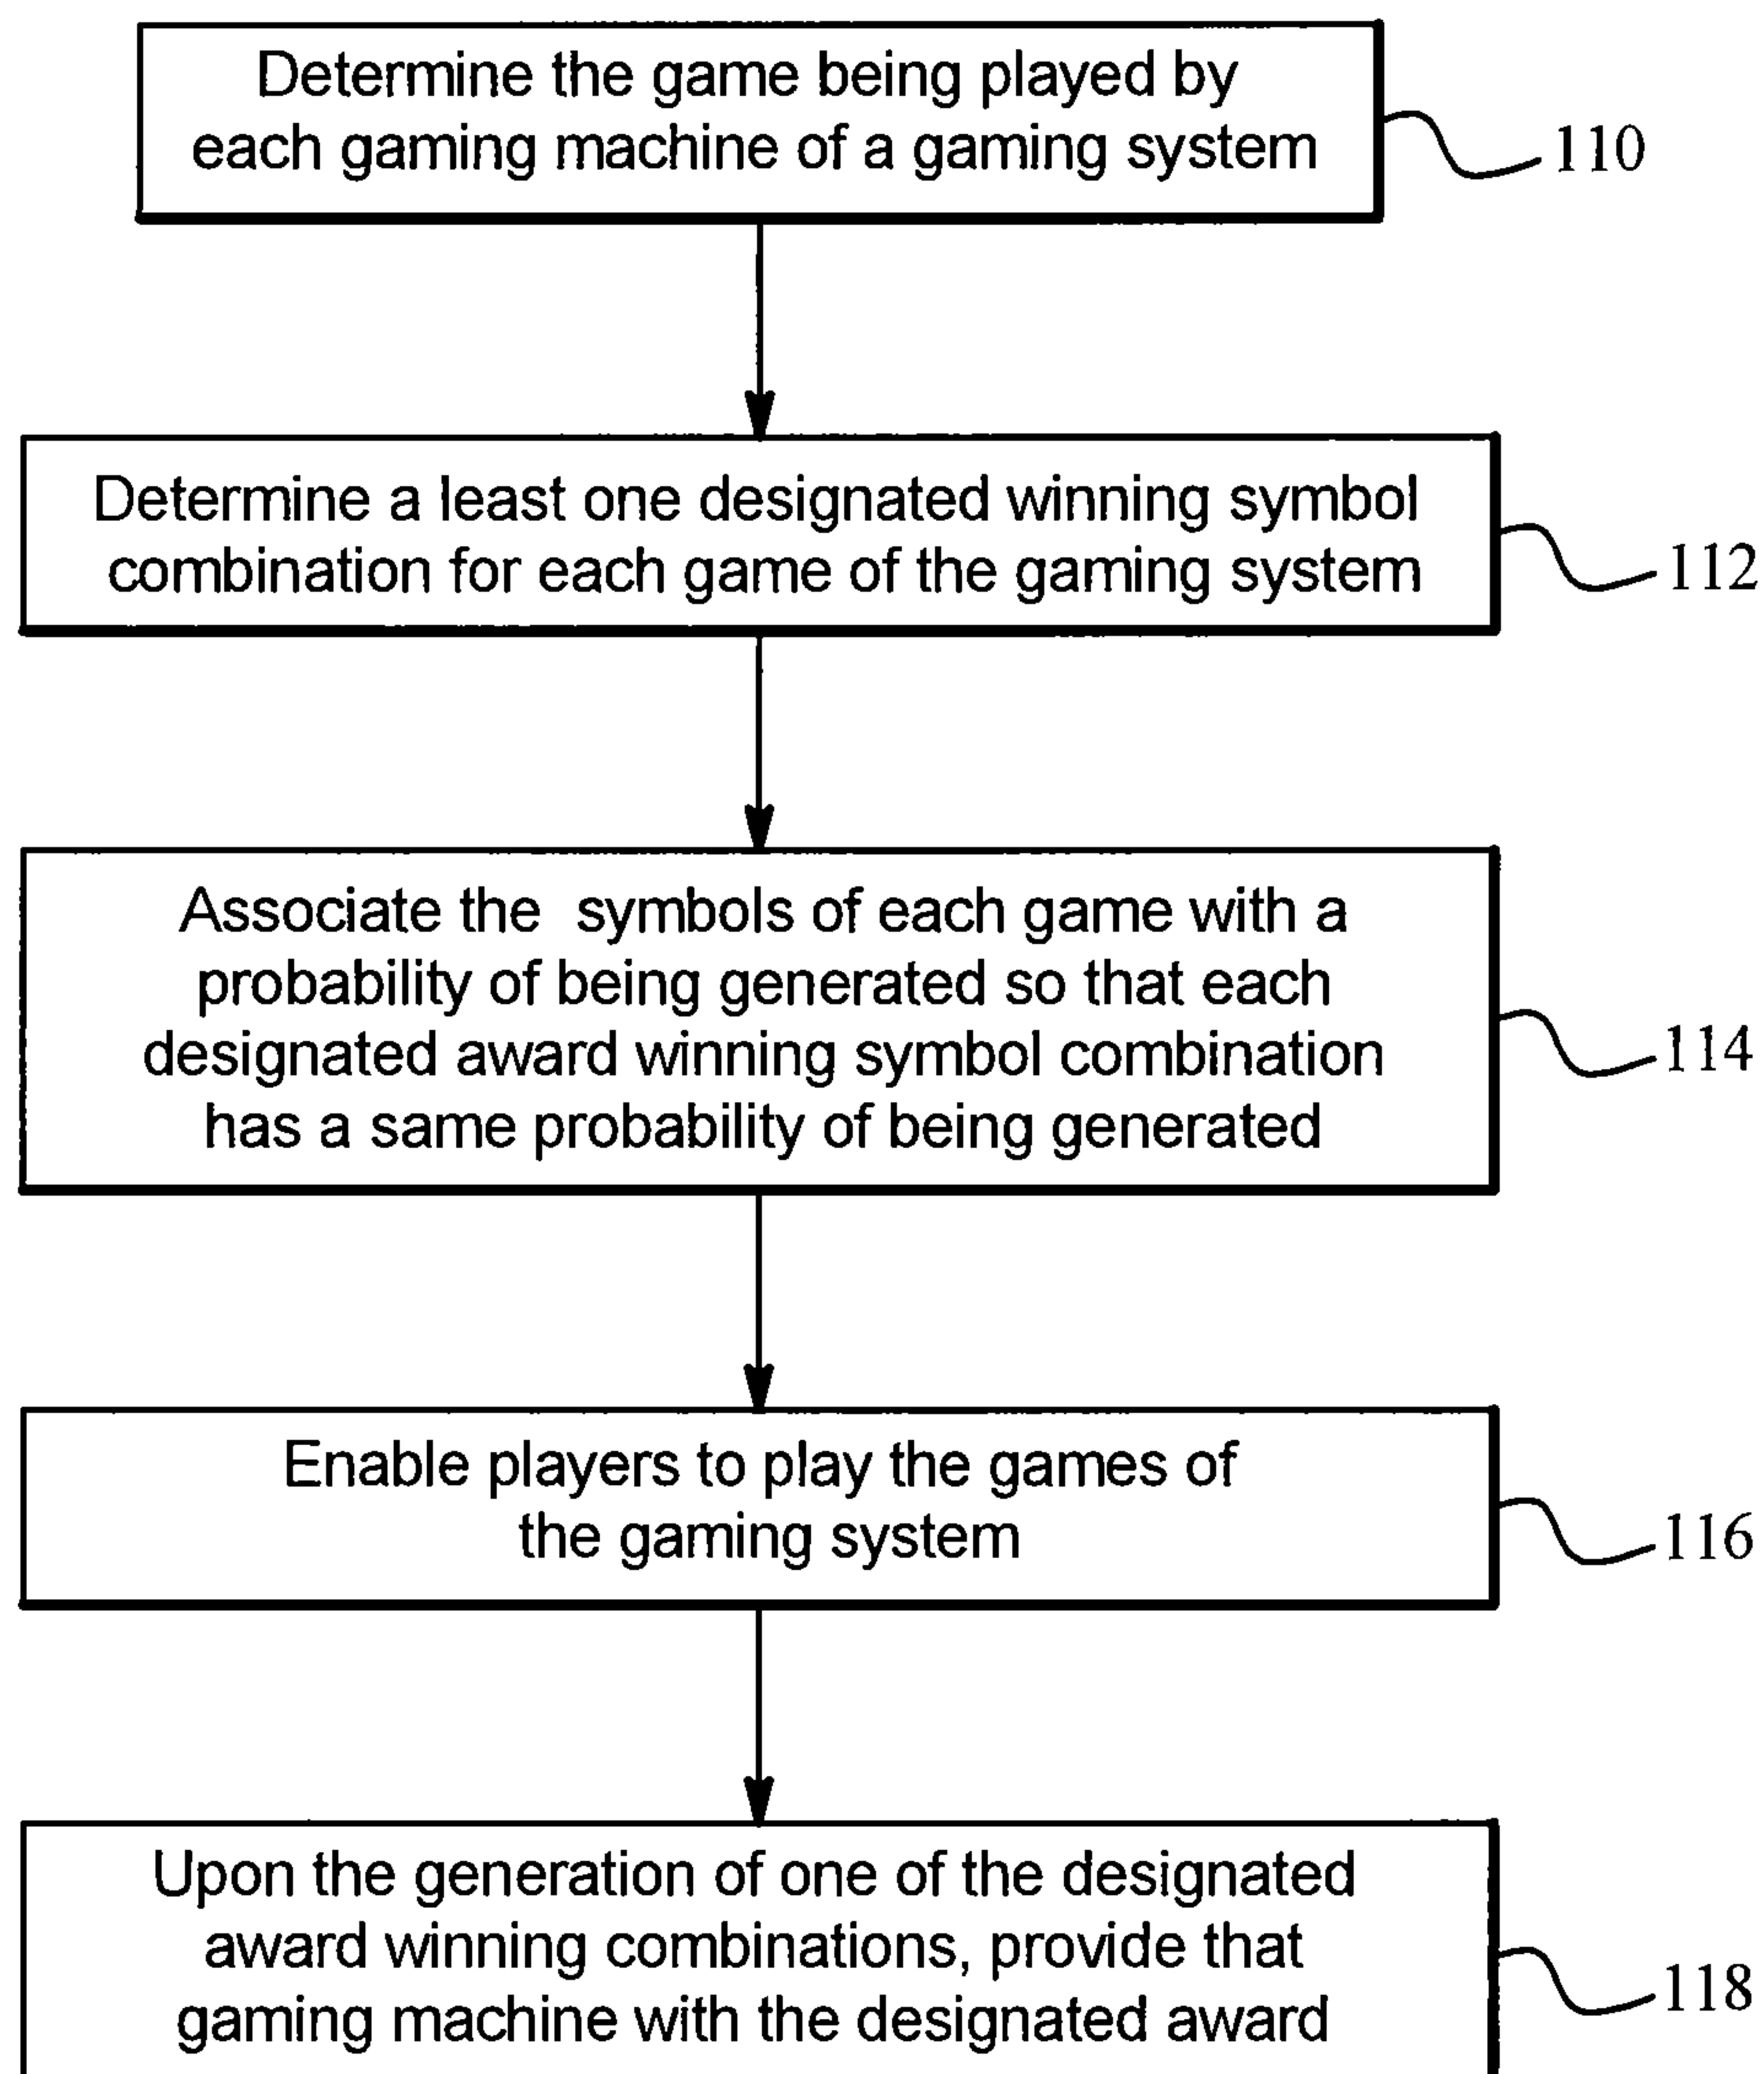 Determine the game being played by
each gaming machine of a gaming system
110
Determine a least one designated winning symbol
combination for each game of the gaming system
112
Associate the symbols of each game with a
probability of being generated so that each
designated award winning symbol combination
has a same probability of being generated
114
Enable players to play the games of
the gaming system
116
Upon the generation of one of the designated
award winning combinations, provide that
gaming machine with the designated award
118